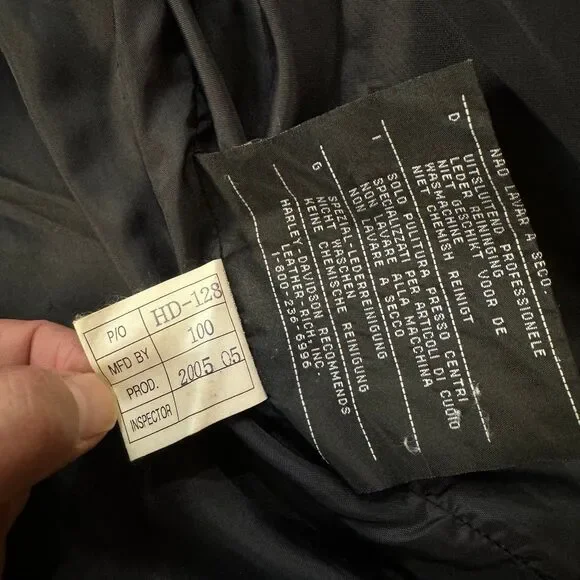 P/O HD-128
MFD BY 100
PROD. 2005 05
INSPECTOR
NAO LAVAR A SECO
D
UITSLUITEND PROFESSIONELE
LEDER REINIGING VOOR DE
NIET GESCHIKT
WASMACHINE
NIET CHEMISH REINIGT
I
SOLO PULITURA PRESSO CENTRI
SPECIALIZZATI PER ARTICOLI DI CUOIO
NON LAVARE ALLA MACCHINA
NON LAVARE A SECCO
G
SPEZIAL-LEDERREINIGUNG
NICHT WASCHEN
KEINE CHEMISCHE REINIGUNG
HARLEY-DAVIDSON RECOMMENDS
LEATHER-RICH, INC.
1-800-236-6996